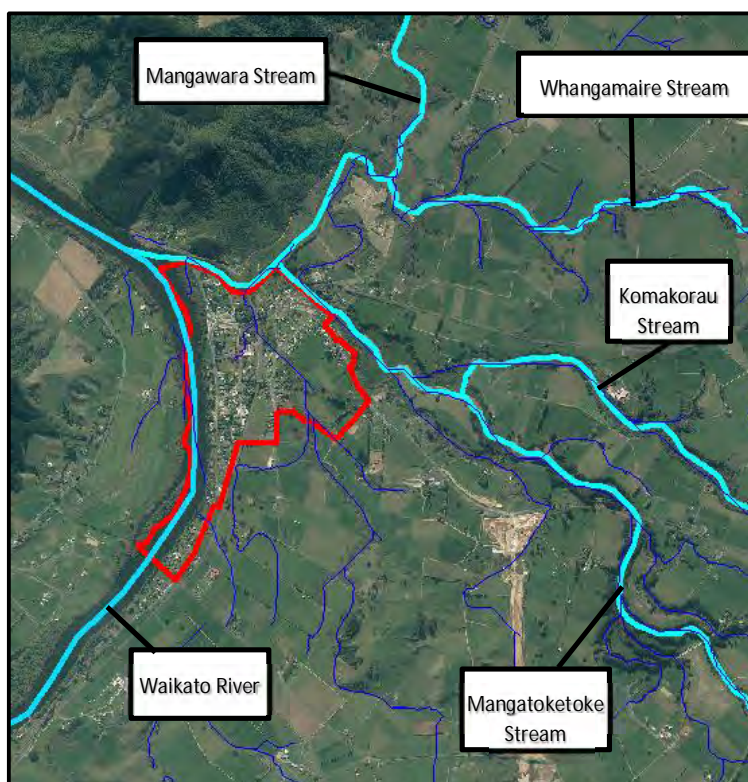 Mangawara Stream
Whangamaire Stream
Komakorau
Stream
Waikato River
Mangatoketoke
Stream